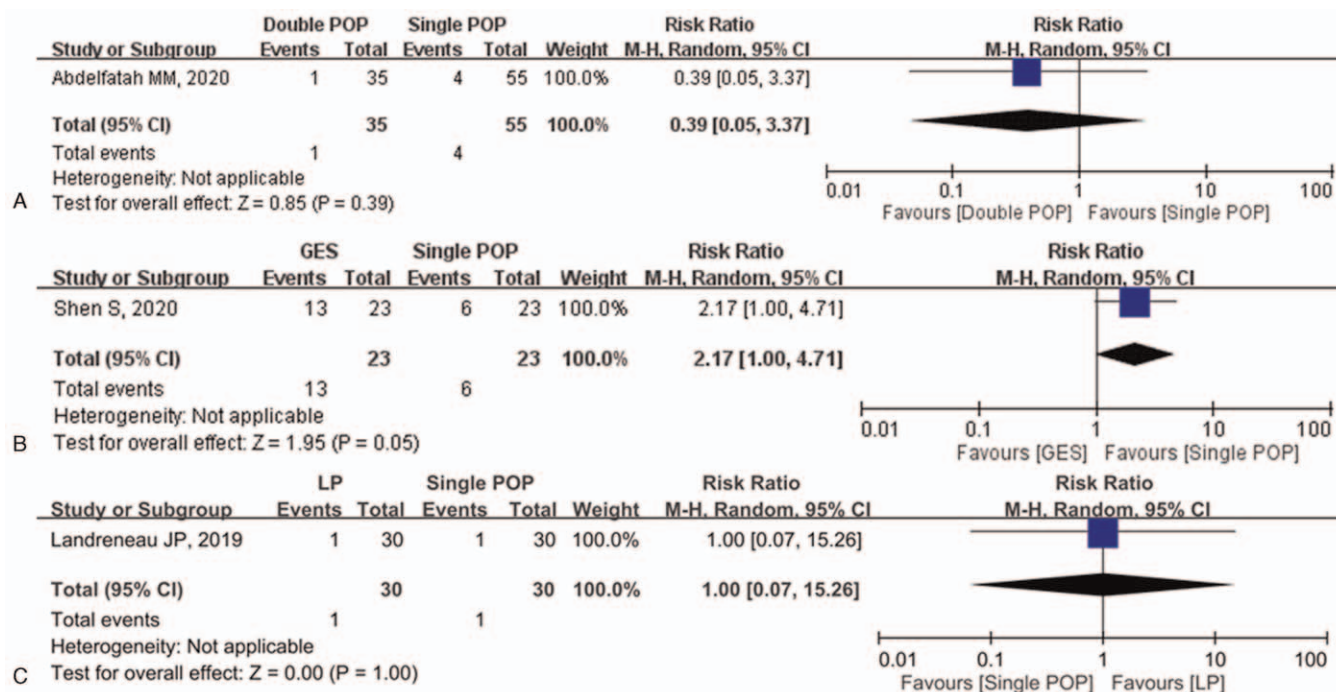 Double POP Single POP Risk Ratio Risk Ratio
Study or Subgroup Events Total Events Total Weight M-H, Random, 95% CI M-H, Random, 95% CI
Abdelfatah MM, 2020 1 35 4 55 100.0% 0.39 [0.05, 3.37]
Total (95% CI) 35 55 100.0% 0.39 [0.05, 3.37]
Total events 1 4
Heterogeneity: Not applicable
Test for overall effect: Z = 0.85 (P = 0.39)
0.01 0.1 1 10 100
Favours [Double POP] Favours [Single POP]
A
GES Single POP Risk Ratio Risk Ratio
Study or Subgroup Events Total Events Total Weight M-H, Random, 95% CI M-H, Random, 95% CI
Shen S, 2020 13 23 6 23 100.0% 2.17 [1.00, 4.71]
Total (95% CI) 23 23 100.0% 2.17 [1.00, 4.71]
Total events 13 6
Heterogeneity: Not applicable
Test for overall effect: Z = 1.95 (P = 0.05)
0.01 0.1 1 10 100
Favours [GES] Favours [Single POP]
B
LP Single POP Risk Ratio Risk Ratio
Study or Subgroup Events Total Events Total Weight M-H, Random, 95% CI M-H, Random, 95% CI
Landreneau JP, 2019 1 30 1 30 100.0% 1.00 [0.07, 15.26]
Total (95% CI) 30 30 100.0% 1.00 [0.07, 15.26]
Total events 1 1
Heterogeneity: Not applicable
Test for overall effect: Z = 0.00 (P = 1.00)
0.01 0.1 1 10 100
Favours [Single POP] Favours [LP]
C